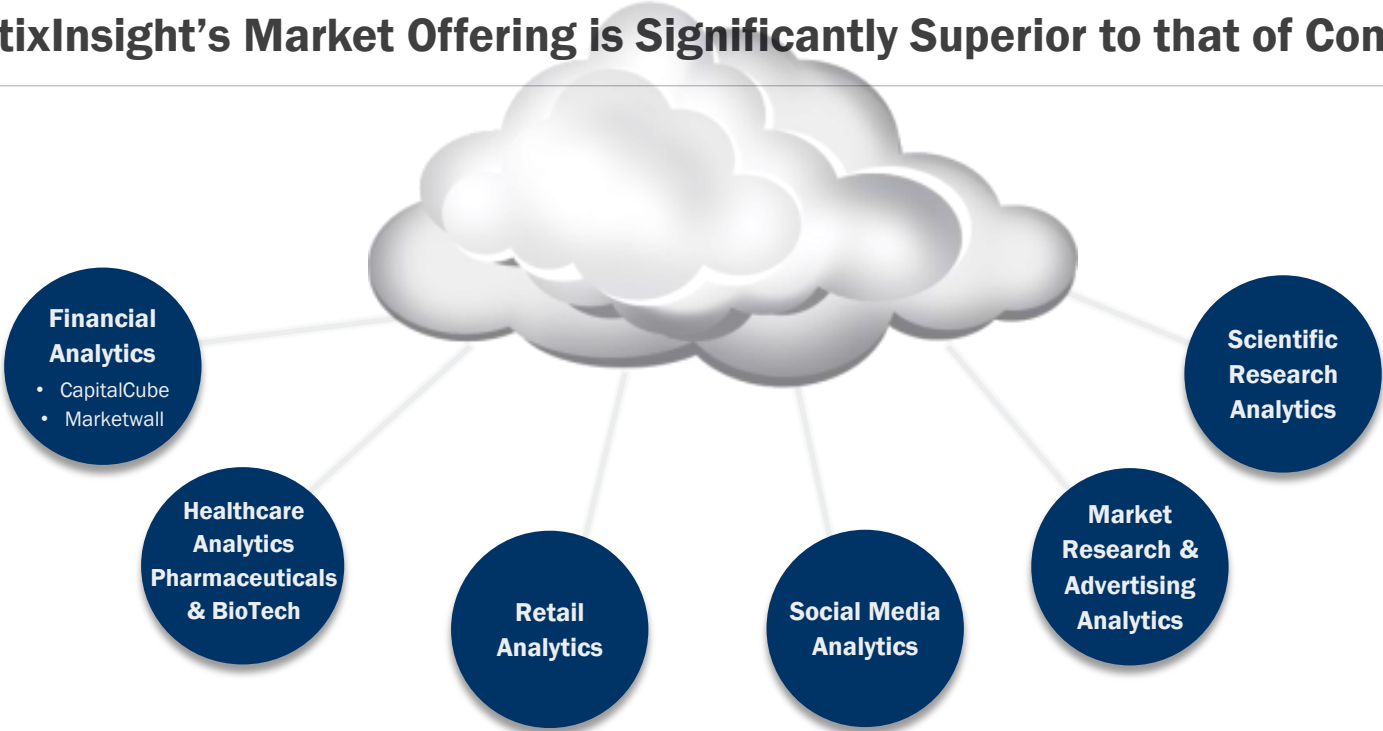 tixInsight's Market Offering is Significantly Superior to that of Con
Financial
Analytics
• CapitalCube
• Marketwall
Healthcare
Analytics
Pharmaceuticals
& BioTech
Retail
Analytics
Social Media
Analytics
Market
Research &
Advertising
Analytics
Scientific
Research
Analytics